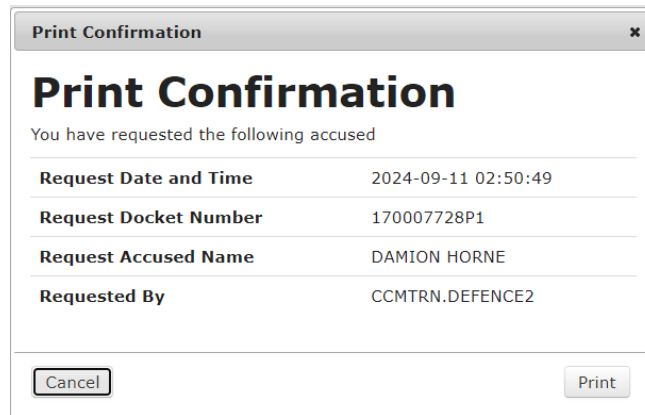 Print Confirmation
Print Confirmation
You have requested the following accused
Request Date and Time 2024-09-11 02:50:49
Request Docket Number 170007728P1
Request Accused Name DAMION HORNE
Requested By CCMTRN.DEFENCE2
Cancel Print